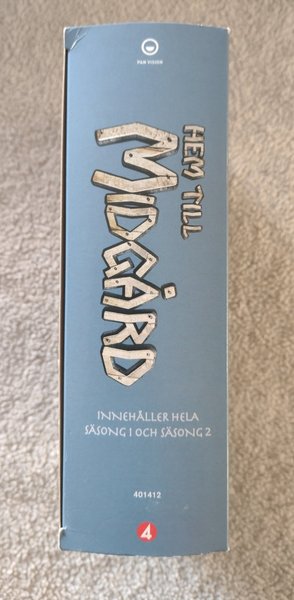 PAN VISION
HEM TILL
MIDGÅRD
INNEHÅLLER HELA
SÄSONG 1 OCH SÄSONG 2
401412
4